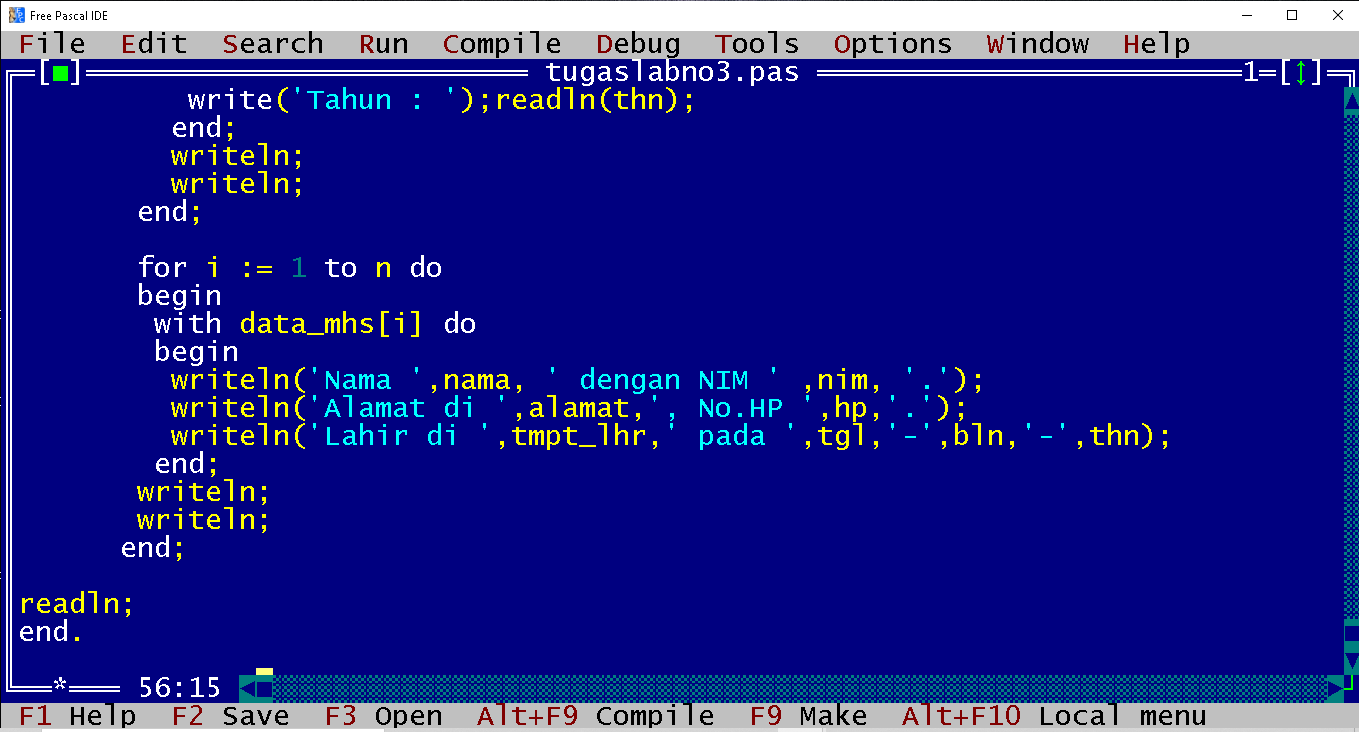 Free Pascal IDE
File Edit Search Run Compile Debug Tools Options Window Help
tugaslabno3.pas 1
write('Tahun : ');readln(thn);
end;
writeln;
writeln;
end;
for i := 1 to n do
begin
with data_mhs[i] do
begin
writeln('Nama ',nama, ' dengan NIM ' ,nim, '.');
writeln('Alamat di ',alamat,', No.HP ',hp,'.');
writeln('Lahir di ',tmpt_lhr,' pada ',tgl,'-',bln,'-',thn);
end;
writeln;
writeln;
end;
readln;
end.
* 56:15
F1 Help F2 Save F3 Open Alt+F9 Compile F9 Make Alt+F10 Local menu